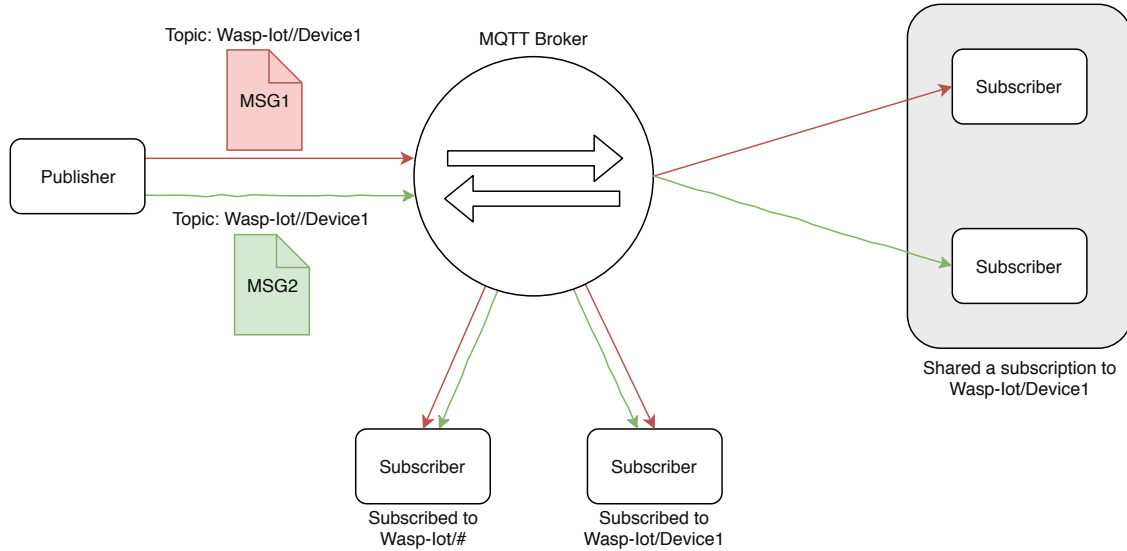 Topic: Wasp-Iot//Device1
MSG1
MQTT Broker
Subscriber
Publisher
Topic: Wasp-Iot//Device1
MSG2
Subscriber
Shared a subscription to
Wasp-Iot/Device1
Subscriber
Subscribed to
Wasp-Iot/#
Subscriber
Subscribed to
Wasp-Iot/Device1